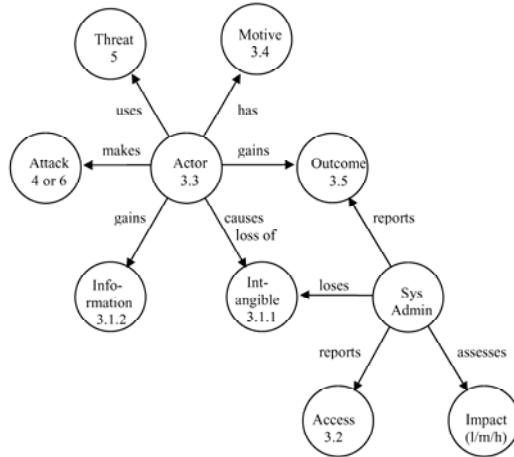 Threat
5
Motive
3.4
uses
has
Attack
4 or 6
makes
Actor
3.3
gains
Outcome
3.5
gains
causes
loss of
reports
Info-
rmation
3.1.2
Int-
angible
3.1.1
loses
Sys
Admin
reports
assesses
Access
3.2
Impact
(l/m/h)